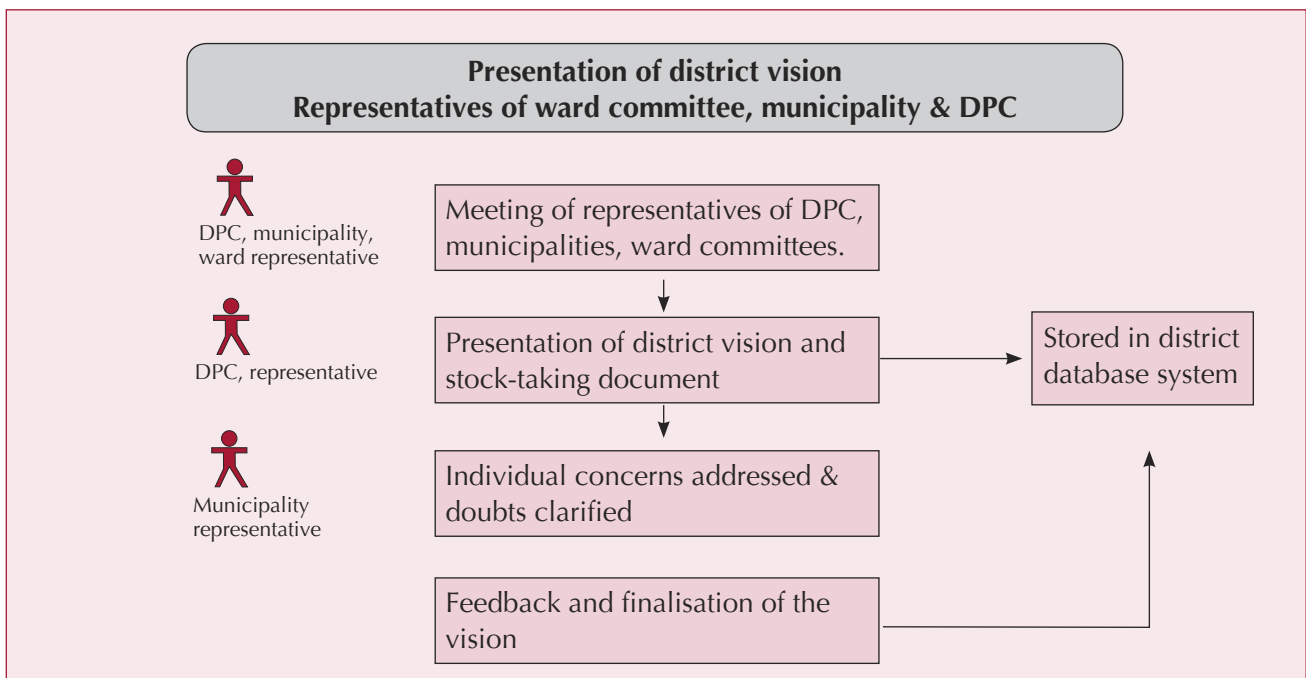 Presentation of district vision
Representatives of ward committee, municipality & DPC
DPC, municipality,
ward representative
Meeting of representatives of DPC,
municipalities, ward committees.
DPC, representative
Presentation of district vision and
stock-taking document
Stored in district
database system
Municipality
representative
Individual concerns addressed &
doubts clarified
Feedback and finalisation of the
vision